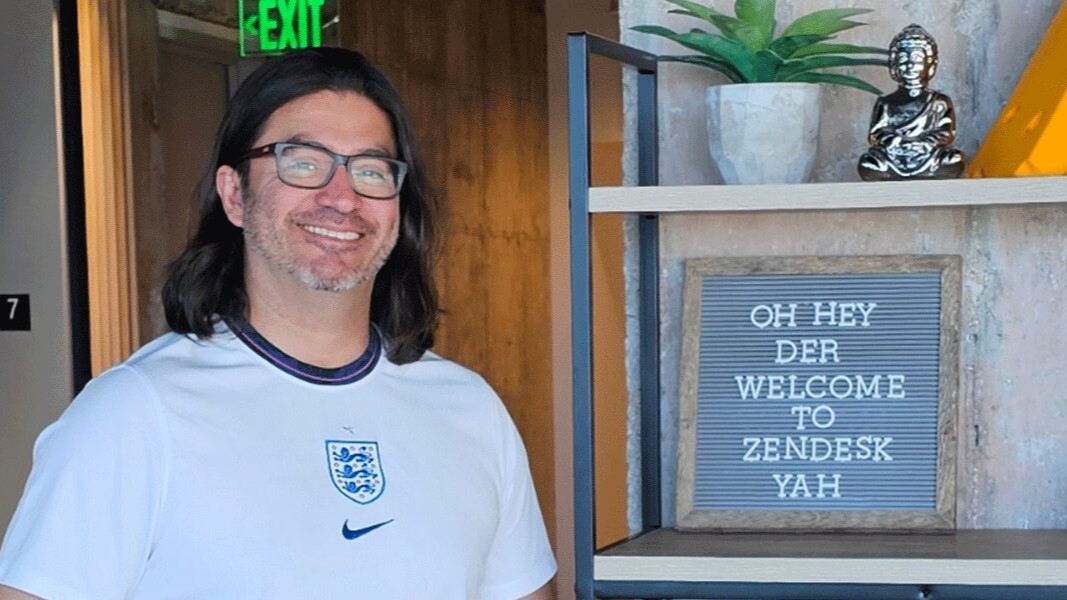 <EXIT
7
OH HEY
DER
WELCOME
TO
ZENDESK
YAH